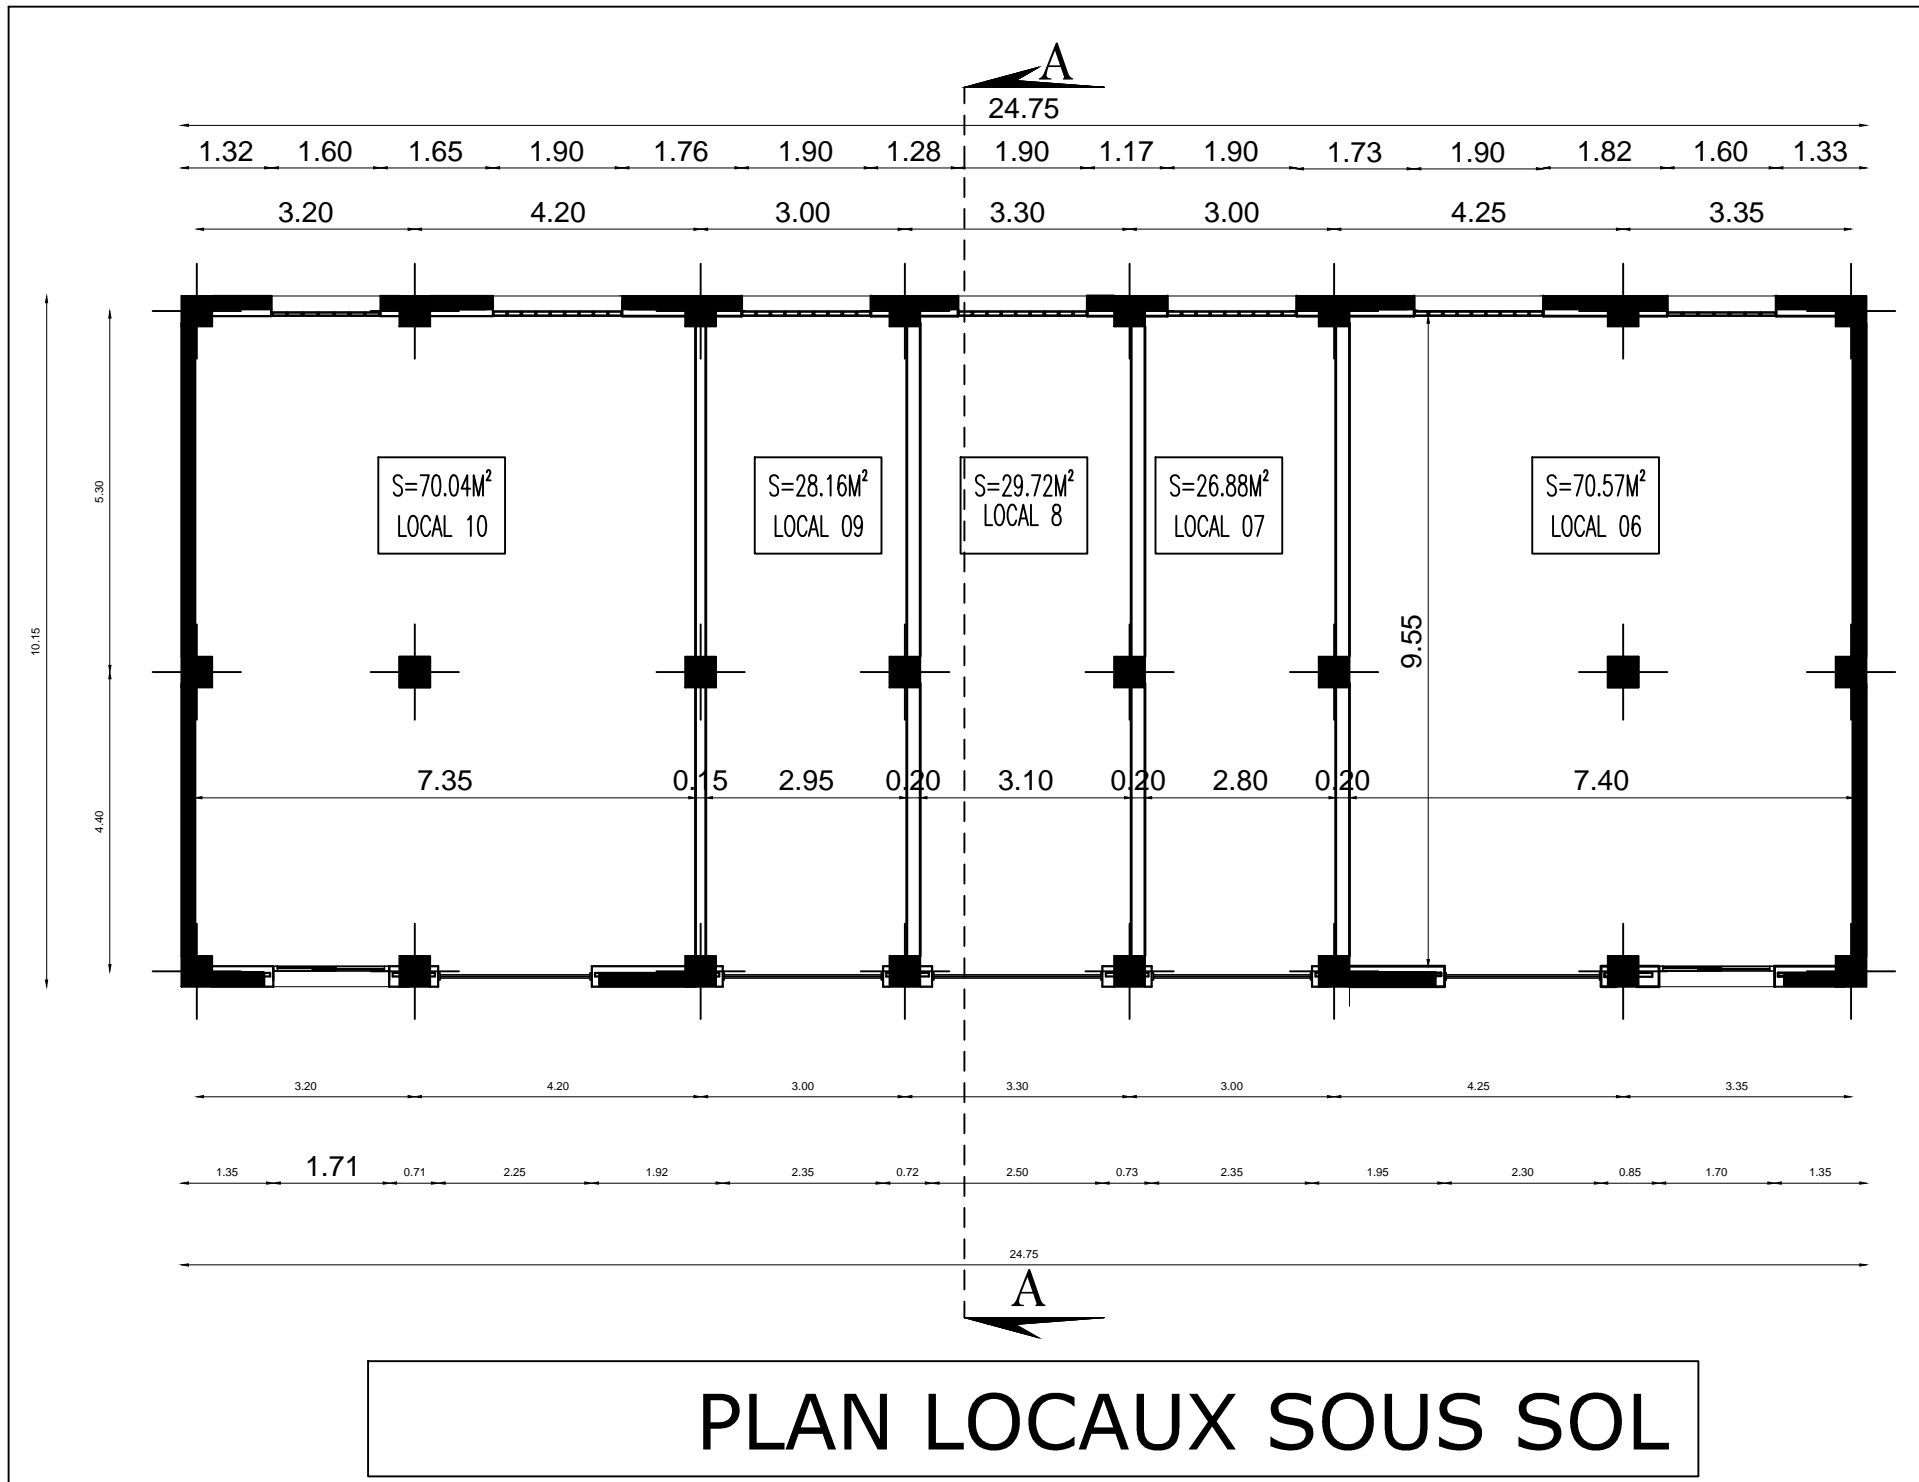 A
24.75
1.32 1.60 1.65 1.90 1.76 1.90 1.28 1.90 1.17 1.90 1.73 1.90 1.82 1.60 1.33
3.20 4.20 3.00 3.30 3.00 4.25 3.35
10.15
5.30
4.40
S=70.04M²
LOCAL 10
S=28.16M²
LOCAL 09
S=29.72M²
LOCAL 8
S=26.88M²
LOCAL 07
S=70.57M²
LOCAL 06
9.55
7.35 0.15 2.95 0.20 3.10 0.20 2.80 0.20 7.40
3.20 4.20 3.00 3.30 3.00 4.25 3.35
1.35 1.71 0.71 2.25 1.92 2.35 0.72 2.50 0.73 2.35 1.95 2.30 0.85 1.70 1.35
24.75
A
PLAN LOCAUX SOUS SOL